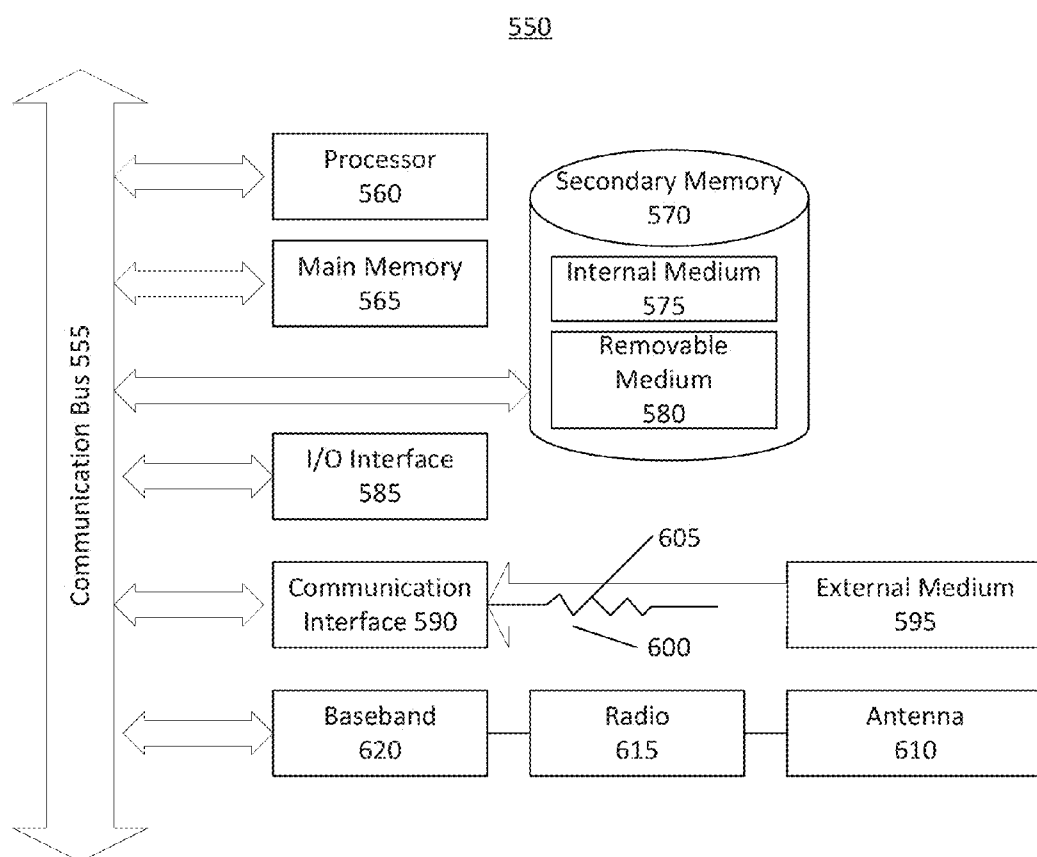 550
Communication Bus 555
Processor
560
Main Memory
565
Secondary Memory
570
Internal Medium
575
Removable
Medium
580
I/O Interface
585
Communication
Interface 590
605
600
External Medium
595
Baseband
620
Radio
615
Antenna
610